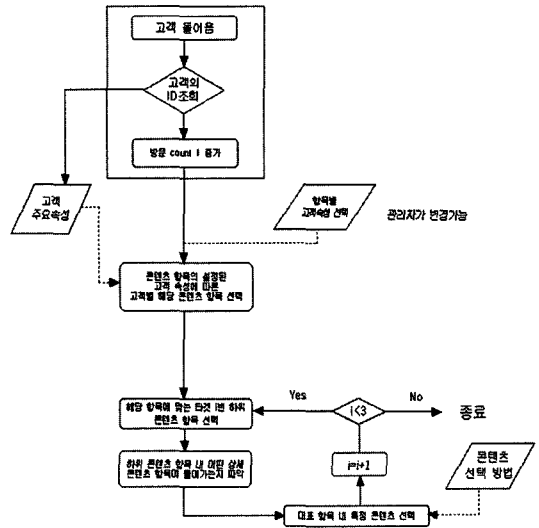 고객 들어옴
고객의
ID조회
방문 count 1 증가
고객
주요속성
항목별
고객속성 선택
관리자가 변경가능
콘텐츠 항목의 설정된
고객 속성에 따른
고객별 해당 콘텐츠 항목 선택
해당 항목에 맞는 타겟 i번 하위
콘텐츠 항목 선택
Yes
i<3
No
종료
하위 콘텐츠 항목 내 어떤 상세
콘텐츠 항목이 들어가는지 파악
i=i+1
콘텐츠
선택 방법
대표 항목 내 특정 콘텐츠 선택